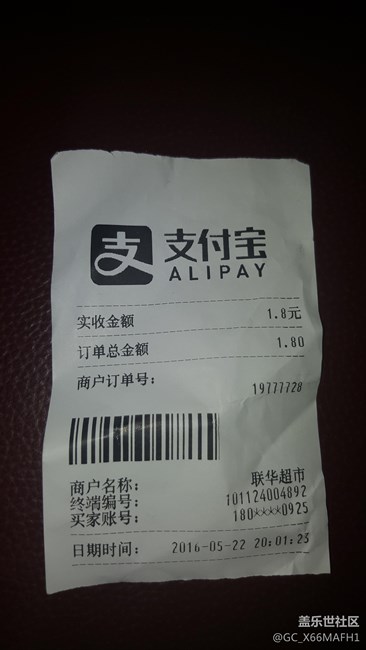 支 支付宝
ALIPAY
实收金额 1.8元
订单总金额 1.80
商户订单号: 19777728
商户名称: 联华超市
终端编号: 101124004892
买家账号: 180****0925
日期时间: 2016-05-22 20:01:25
盖乐世社区
@GC_X66MAFH1